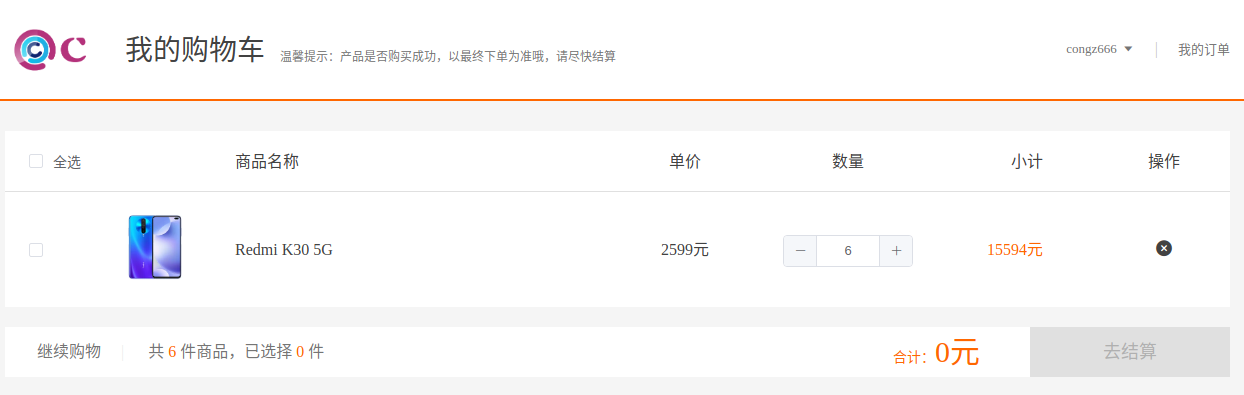 C
我的购物车 温馨提示：产品是否购买成功，以最终下单为准哦，请尽快结算 congz666 我的订单
全选 商品名称 单价 数量 小计 操作
Redmi K30 5G 2599元 − 6 + 15594元
继续购物 共 6 件商品，已选择 0 件 合计：0元 去结算